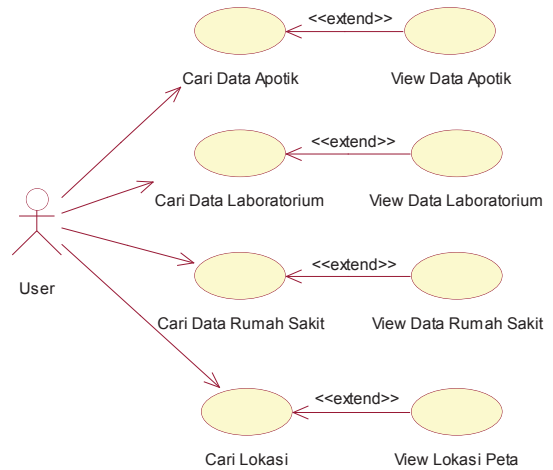 <<extend>>
Cari Data Apotik
View Data Apotik
<<extend>>
Cari Data Laboratorium
View Data Laboratorium
User
<<extend>>
Cari Data Rumah Sakit
View Data Rumah Sakit
<<extend>>
Cari Lokasi
View Lokasi Peta